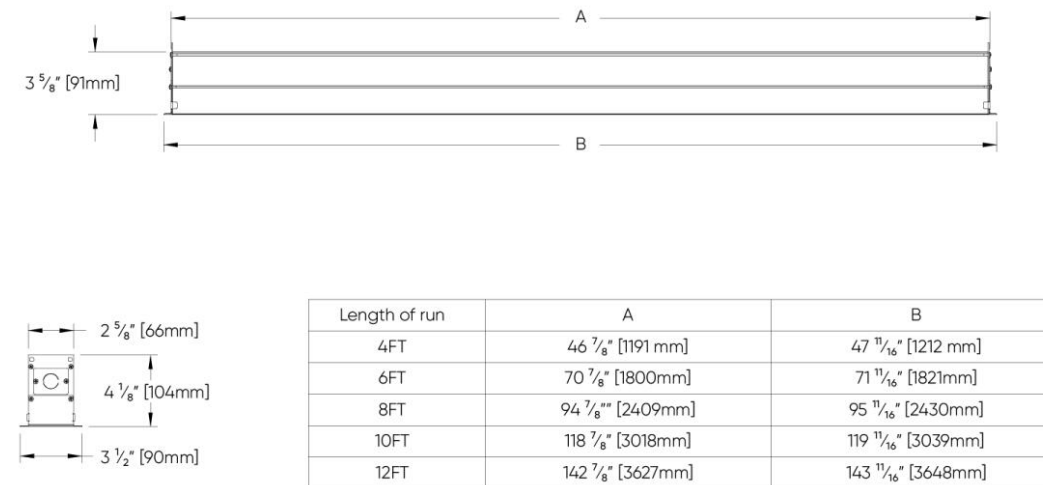 A
3 ⁵⁄₈" [91mm]
B
2 ⁵⁄₈" [66mm]
4 ¹⁄₈" [104mm]
3 ¹⁄₂" [90mm]
Length of run A B
4FT 46 ⁷⁄₈" [1191 mm] 47 ¹¹⁄₁₆" [1212 mm]
6FT 70 ⁷⁄₈" [1800mm] 71 ¹¹⁄₁₆" [1821mm]
8FT 94 ⁷⁄₈"" [2409mm] 95 ¹¹⁄₁₆" [2430mm]
10FT 118 ⁷⁄₈" [3018mm] 119 ¹¹⁄₁₆" [3039mm]
12FT 142 ⁷⁄₈" [3627mm] 143 ¹¹⁄₁₆" [3648mm]